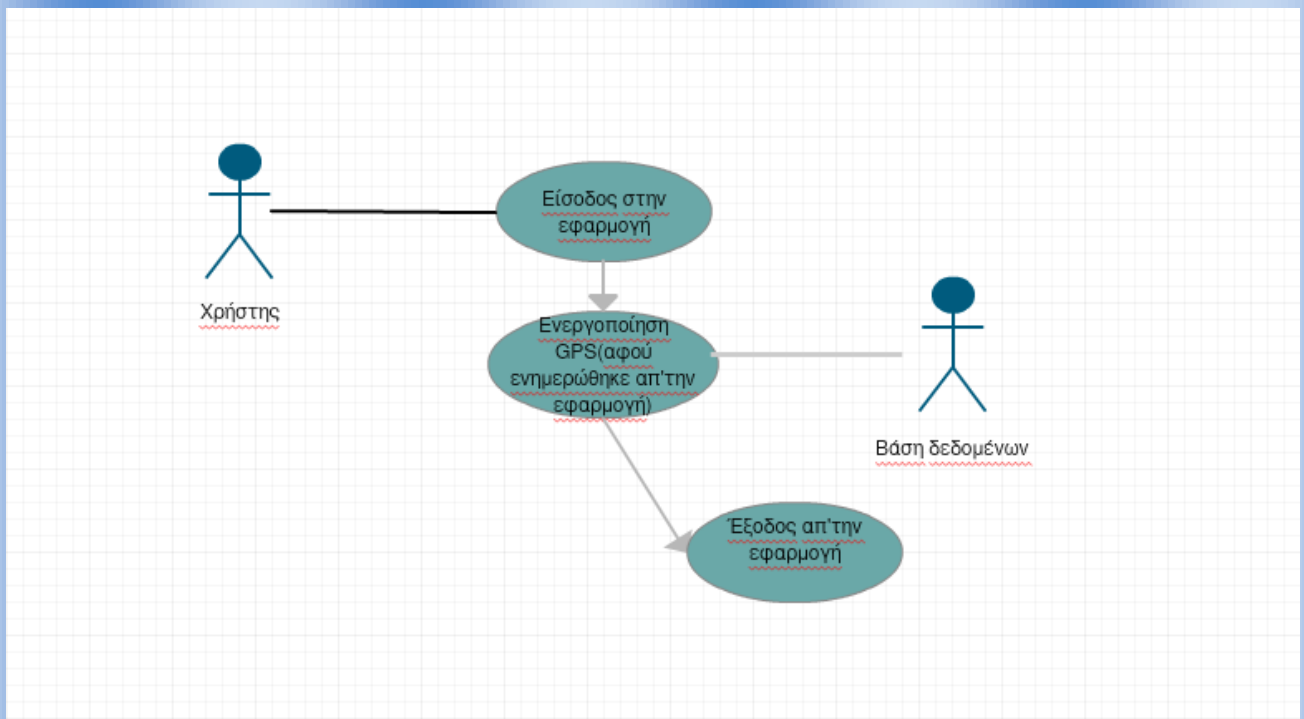 Είσοδος στην
εφαρμογή
Χρήστης
Ενεργοποίηση
GPS(αφού
ενημερώθηκε απ'την
εφαρμογή)
Βάση δεδομένων
Έξοδος απ'την
εφαρμογή